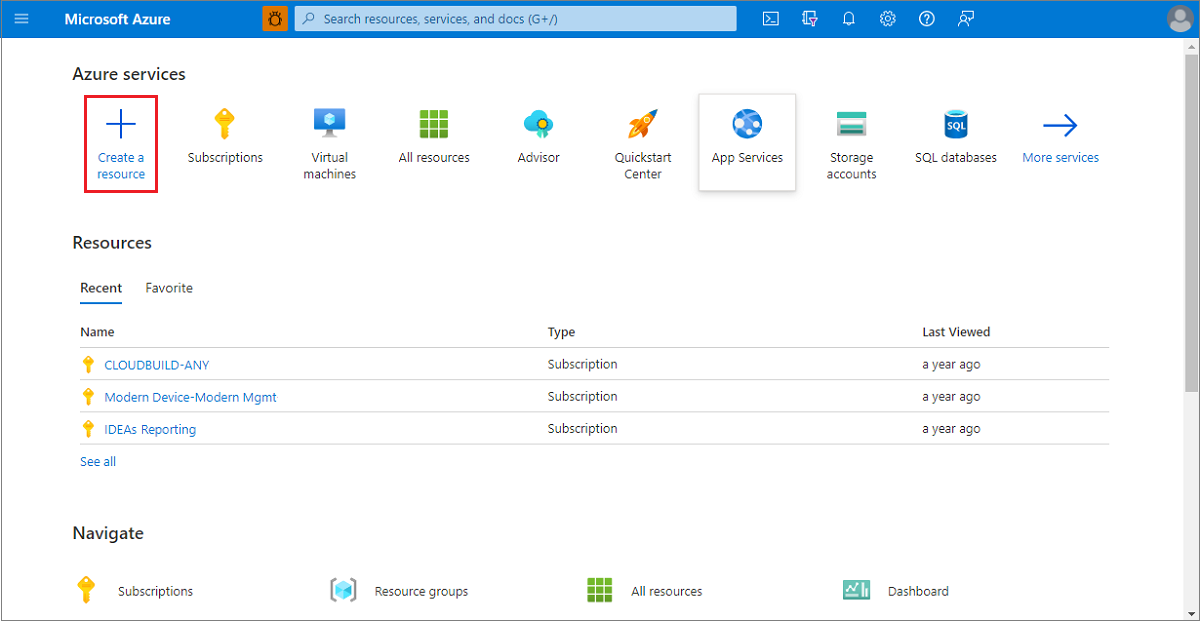 Microsoft Azure
Search resources, services, and docs (G+/)
Azure services
Create a
resource
Subscriptions
Virtual
machines
All resources
Advisor
Quickstart
Center
App Services
Storage
accounts
SQL
SQL databases
More services
Resources
Recent Favorite
Name Type Last Viewed
CLOUDBUILD-ANY Subscription a year ago
Modern Device-Modern Mgmt Subscription a year ago
IDEAs Reporting Subscription a year ago
See all
Navigate
Subscriptions Resource groups All resources Dashboard